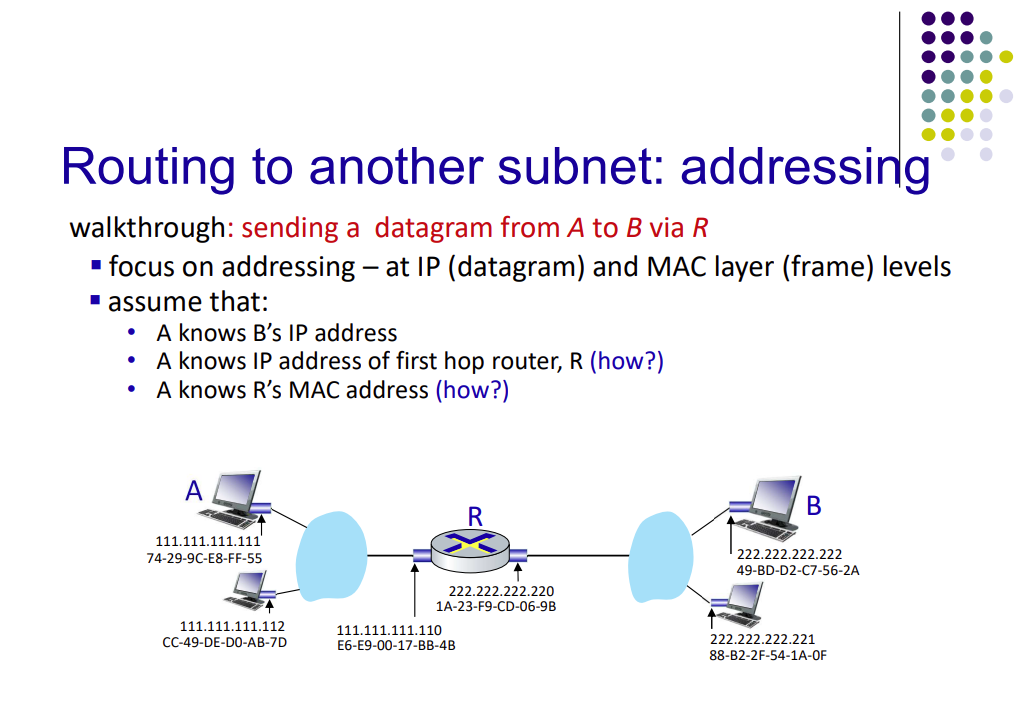 Routing to another subnet: addressing
walkthrough: sending a datagram from A to B via R
▪ focus on addressing – at IP (datagram) and MAC layer (frame) levels
▪ assume that:
• A knows B’s IP address
• A knows IP address of first hop router, R (how?)
• A knows R’s MAC address (how?)
A
R
B
111.111.111.111
74-29-9C-E8-FF-55
222.222.222.222
49-BD-D2-C7-56-2A
222.222.222.220
1A-23-F9-CD-06-9B
111.111.111.112
CC-49-DE-D0-AB-7D
111.111.111.110
E6-E9-00-17-BB-4B
222.222.222.221
88-B2-2F-54-1A-0F